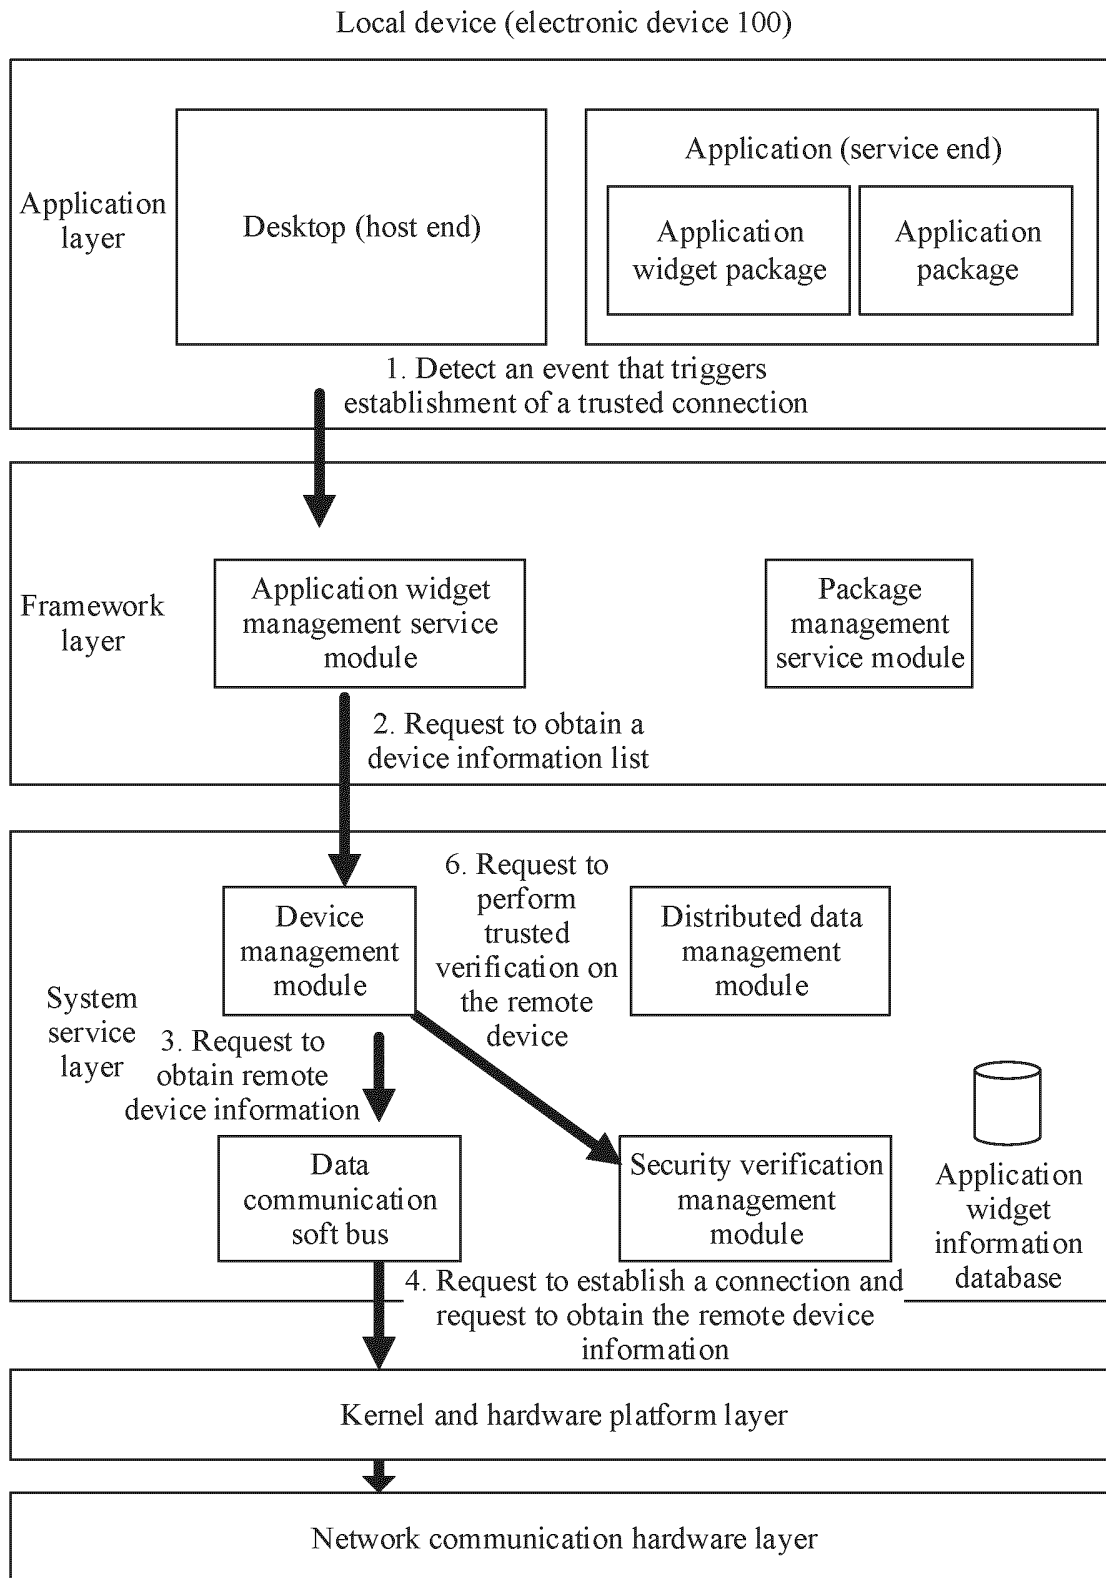 Local device (electronic device 100)
Application
layer
Desktop (host end)
Application (service end)
Application
widget package
Application
package
1. Detect an event that triggers
establishment of a trusted connection
Framework
layer
Application widget
management service
module
Package
management
service module
2. Request to obtain a
device information list
System
service
layer
Device
management
module
6. Request to
perform
trusted
verification on
the remote
device
Distributed data
management
module
3. Request to
obtain remote
device information
Data
communication
soft bus
Security verification
management
module
Application
widget
information
database
4. Request to establish a connection and
request to obtain the remote device
information
Kernel and hardware platform layer
Network communication hardware layer